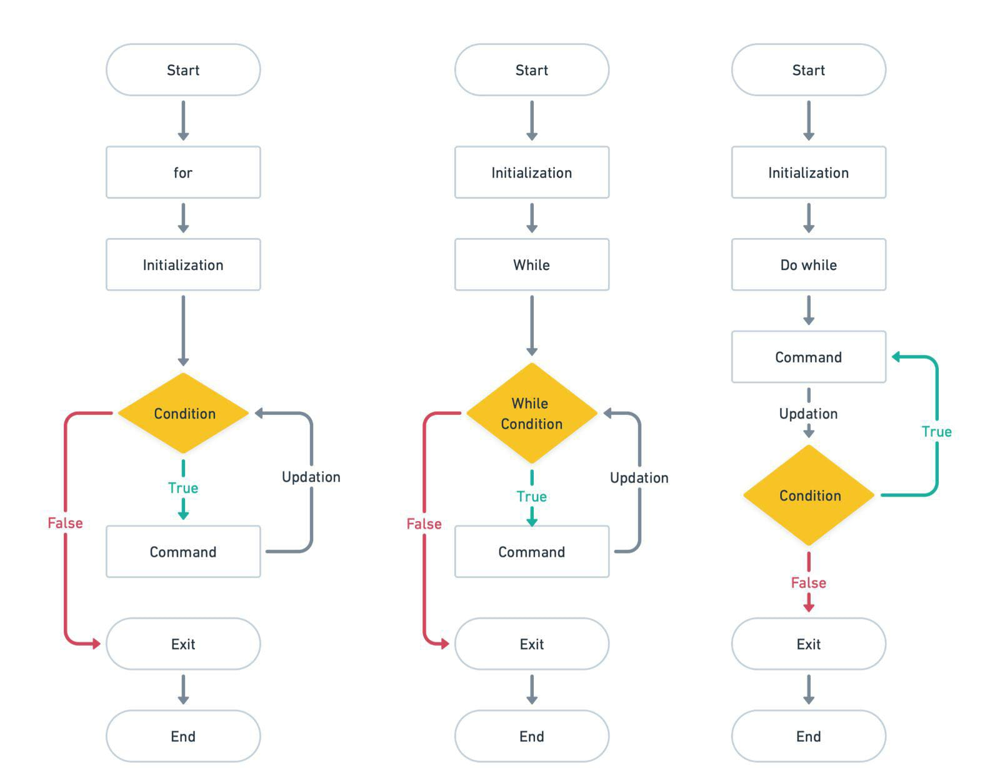 Start
for
Initialization
Condition
True
Updation
False
Command
Exit
End
Start
Initialization
While
While
Condition
True
Updation
False
Command
Exit
End
Start
Initialization
Do while
Command
Updation
True
Condition
False
Exit
End